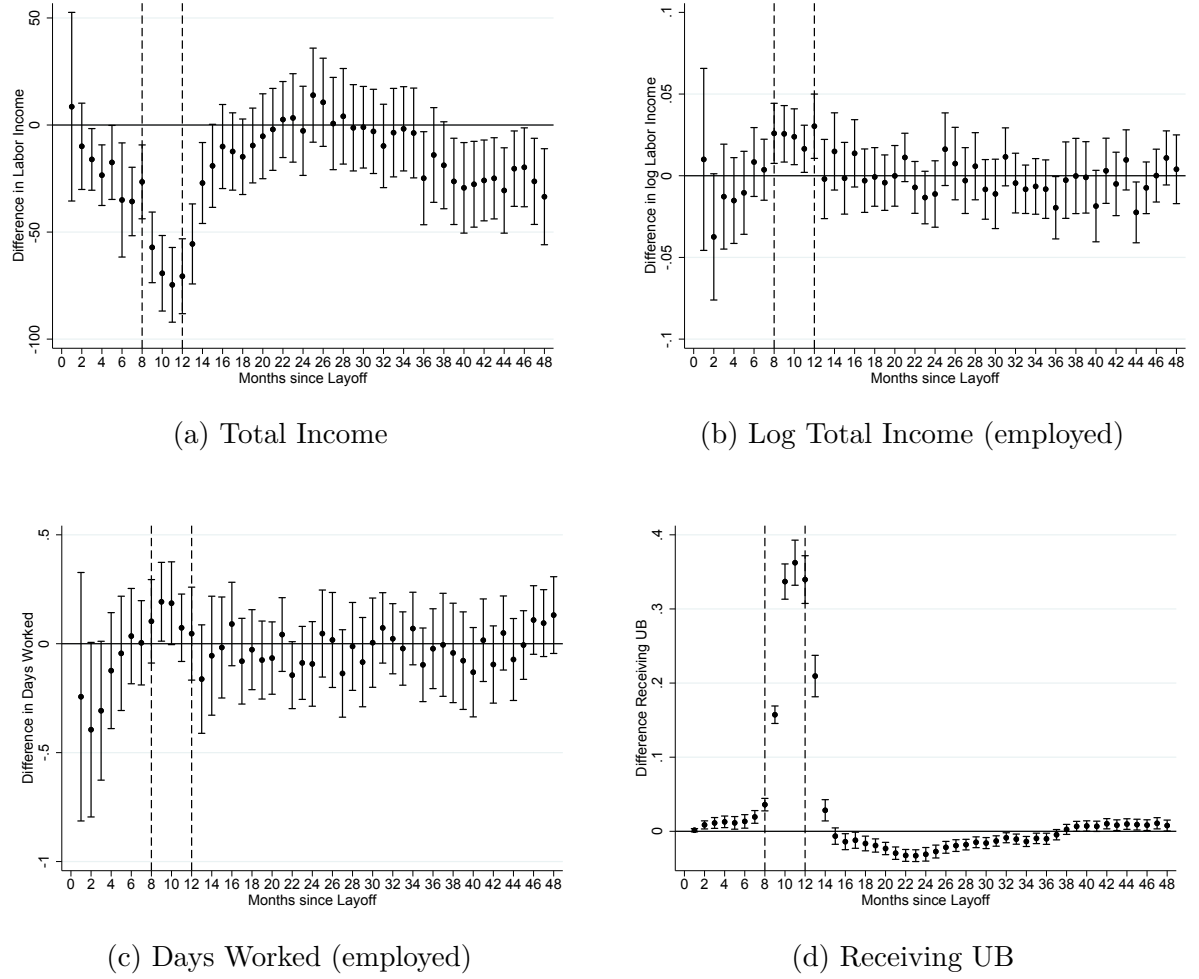 50
0
-50
-100
Difference in Labor Income
0 2 4 6 8 10 12 14 16 18 20 22 24 26 28 30 32 34 36 38 40 42 44 46 48
Months since Layoff
(a) Total Income
.1
.05
0
-.05
-.1
Difference in log Labor Income
0 2 4 6 8 10 12 14 16 18 20 22 24 26 28 30 32 34 36 38 40 42 44 46 48
Months since Layoff
(b) Log Total Income (employed)
.5
0
-.5
-1
Difference in Days Worked
0 2 4 6 8 10 12 14 16 18 20 22 24 26 28 30 32 34 36 38 40 42 44 46 48
Months since Layoff
(c) Days Worked (employed)
.4
.3
.2
.1
0
Difference Receiving UB
0 2 4 6 8 10 12 14 16 18 20 22 24 26 28 30 32 34 36 38 40 42 44 46 48
Months since Layoff
(d) Receiving UB